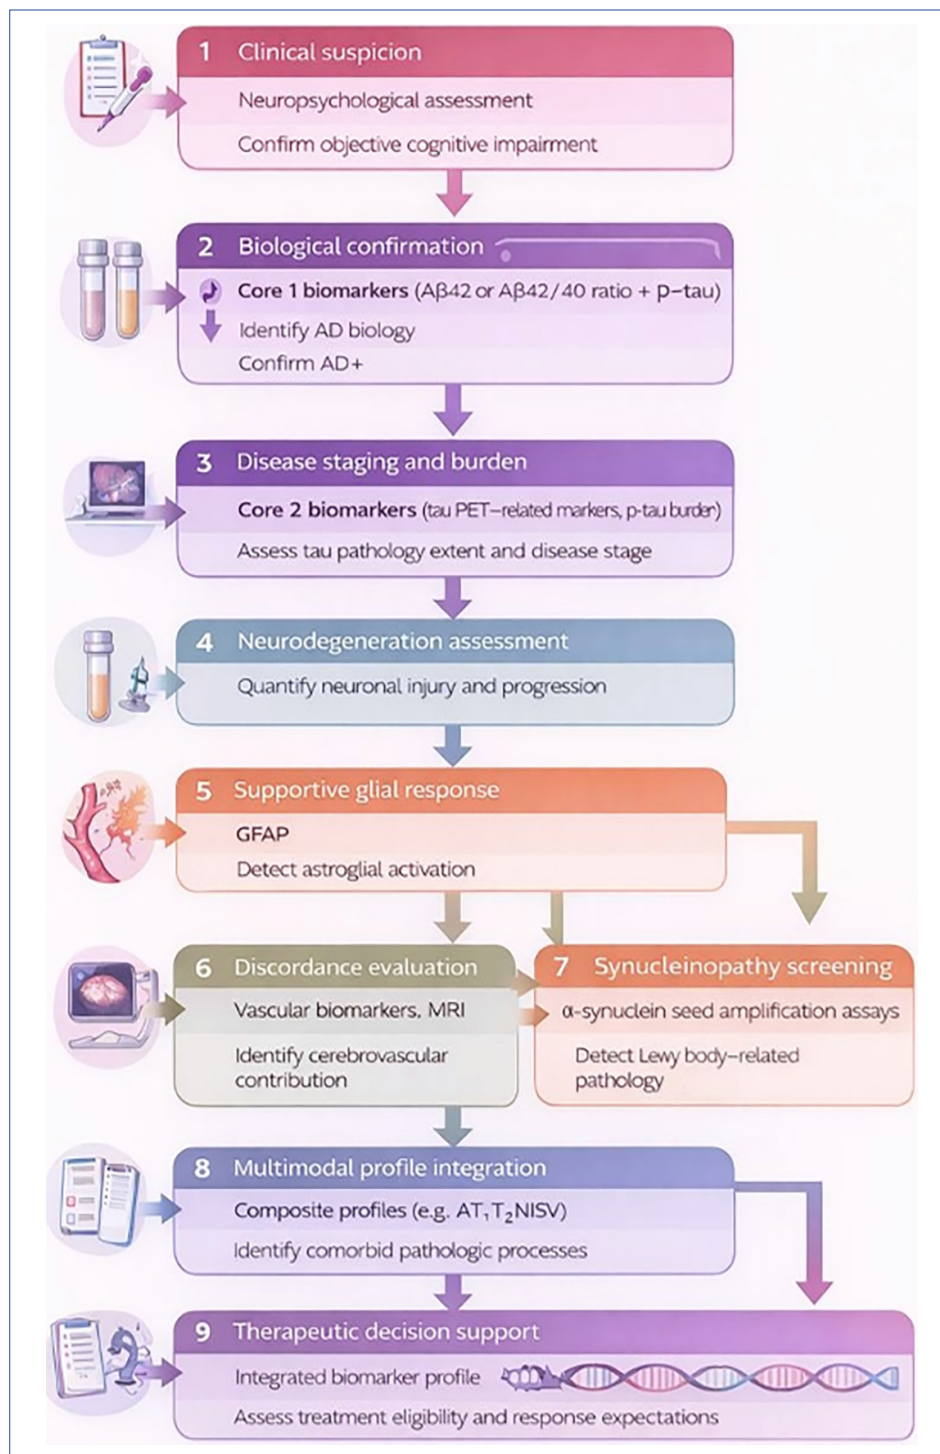 1 Clinical suspicion
Neuropsychological assessment
Confirm objective cognitive impairment
2 Biological confirmation
Core 1 biomarkers (Aβ42 or Aβ42/40 ratio + p-tau)
Identify AD biology
Confirm AD+
3 Disease staging and burden
Core 2 biomarkers (tau PET-related markers, p-tau burden)
Assess tau pathology extent and disease stage
4 Neurodegeneration assessment
Quantify neuronal injury and progression
5 Supportive glial response
GFAP
Detect astroglial activation
6 Discordance evaluation
Vascular biomarkers, MRI
Identify cerebrovascular
contribution
7 Synucleinopathy screening
α-synuclein seed amplification assays
Detect Lewy body-related
pathology
8 Multimodal profile integration
Composite profiles (e.g. AT₁T₂NISV)
Identify comorbid pathologic processes
9 Therapeutic decision support
Integrated biomarker profile
Assess treatment eligibility and response expectations